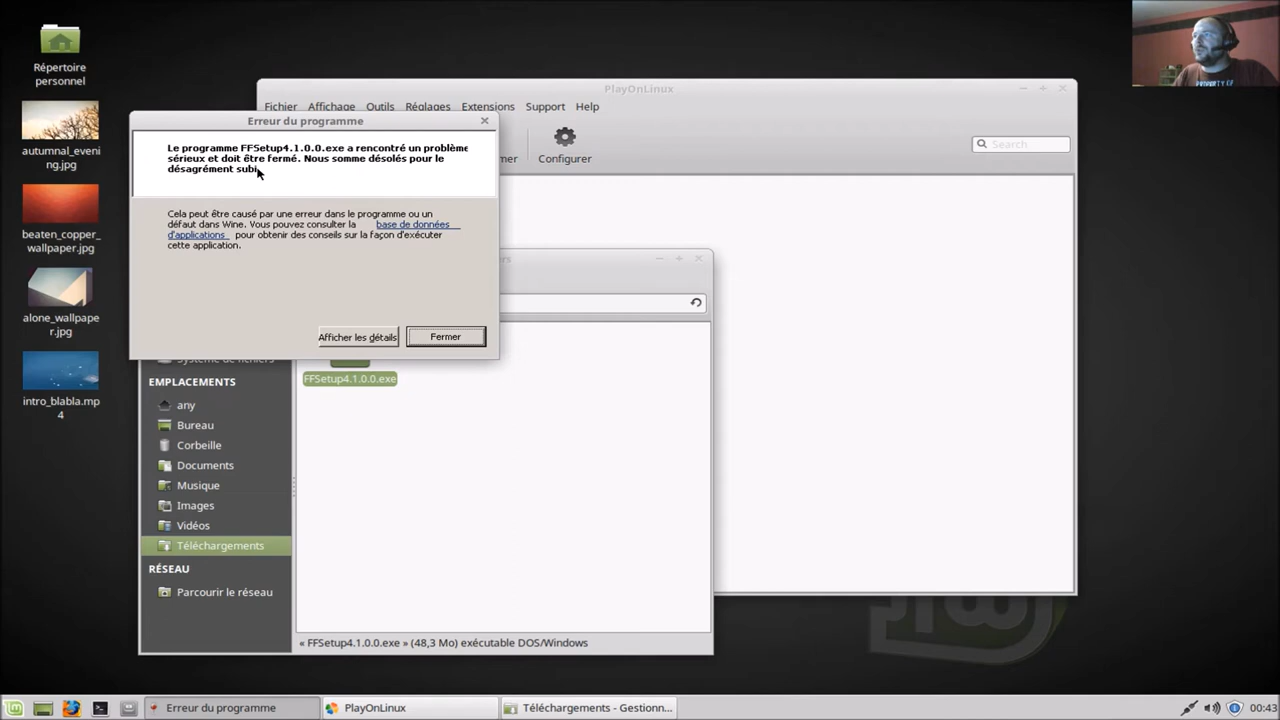 Répertoire
personnel
autumnal_eveni
ng.jpg
beaten_copper_
wallpaper.jpg
alone_wallpape
r.jpg
intro_blabla.mp
4
PlayOnLinux
Fichier Affichage Outils Réglages Extensions Support Help
Configurer
Search
Erreur du programme
Le programme FFSetup4.1.0.0.exe a rencontré un problème
sérieux et doit être fermé. Nous somme désolés pour le
désagrément subi
Cela peut être causé par une erreur dans le programme ou un
défaut dans Wine. Vous pouvez consulter la base de données
d'applications pour obtenir des conseils sur la façon d'exécuter
cette application.
Afficher les détails Fermer
Système de fichiers
EMPLACEMENTS
any
Bureau
Corbeille
Documents
Musique
Images
Vidéos
Téléchargements
RÉSEAU
Parcourir le réseau
FFSetup4.1.0.0.exe
« FFSetup4.1.0.0.exe » (48,3 Mo) exécutable DOS/Windows
Erreur du programme PlayOnLinux Téléchargements - Gestionn... 00:43